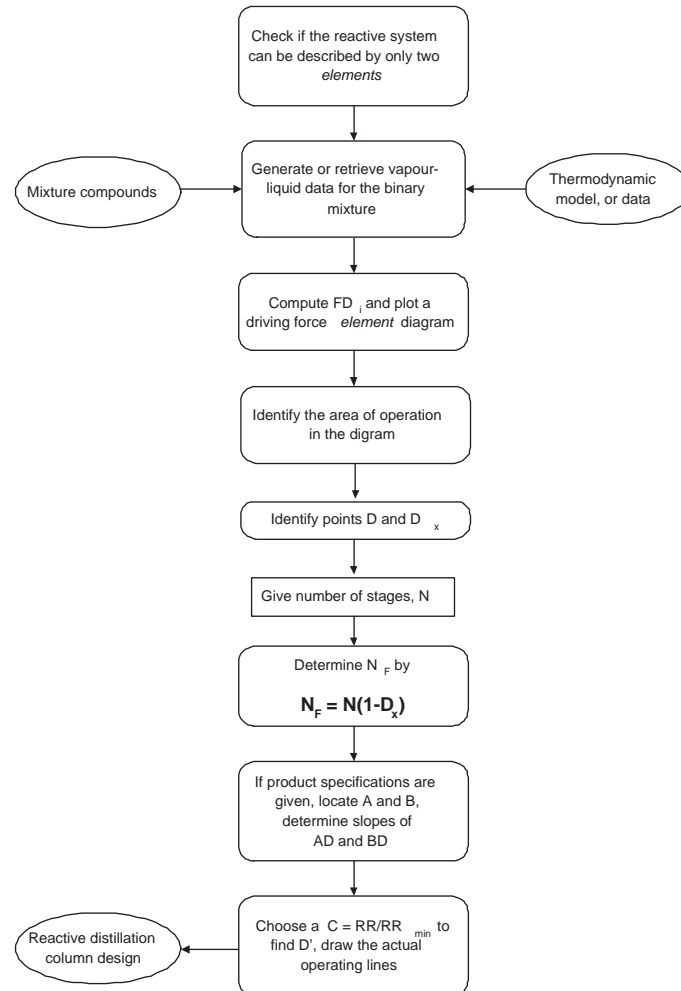 Check if the reactive system
can be described by only two
elements
Mixture compounds
Generate or retrieve vapour-
liquid data for the binary
mixture
Thermodynamic
model, or data
Compute FD i and plot a
driving force element diagram
Identify the area of operation
in the digram
Identify points D and D x
Give number of stages, N
Determine N F by
NF = N(1-Dx)
If product specifications are
given, locate A and B,
determine slopes of
AD and BD
Reactive distillation
column design
Choose a C = RR/RR min to
find D', draw the actual
operating lines